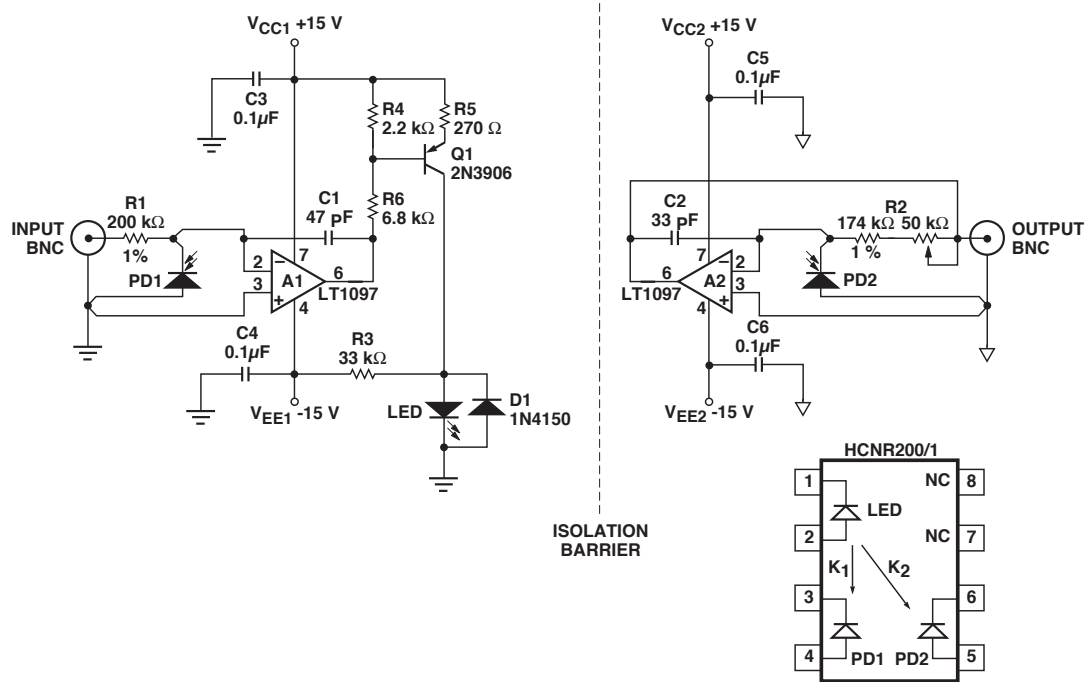 VCC1 +15 V
VCC2 +15 V
C3
0.1µF
R4
2.2 kΩ
R5
270 Ω
Q1
2N3906
C5
0.1µF
INPUT
BNC
R1
200 kΩ
1%
PD1
C1
47 pF
R6
6.8 kΩ
7
2
3
A1
6
4
LT1097
C2
33 pF
7
6
A2
2
3
4
LT1097
174 kΩ
1 %
R2
50 kΩ
PD2
OUTPUT
BNC
C4
0.1µF
R3
33 kΩ
VEE1 -15 V
LED
D1
1N4150
C6
0.1µF
VEE2 -15 V
ISOLATION
BARRIER
HCNR200/1
1
LED
NC
8
2
NC
7
K1
K2
3
6
4
PD1
PD2
5